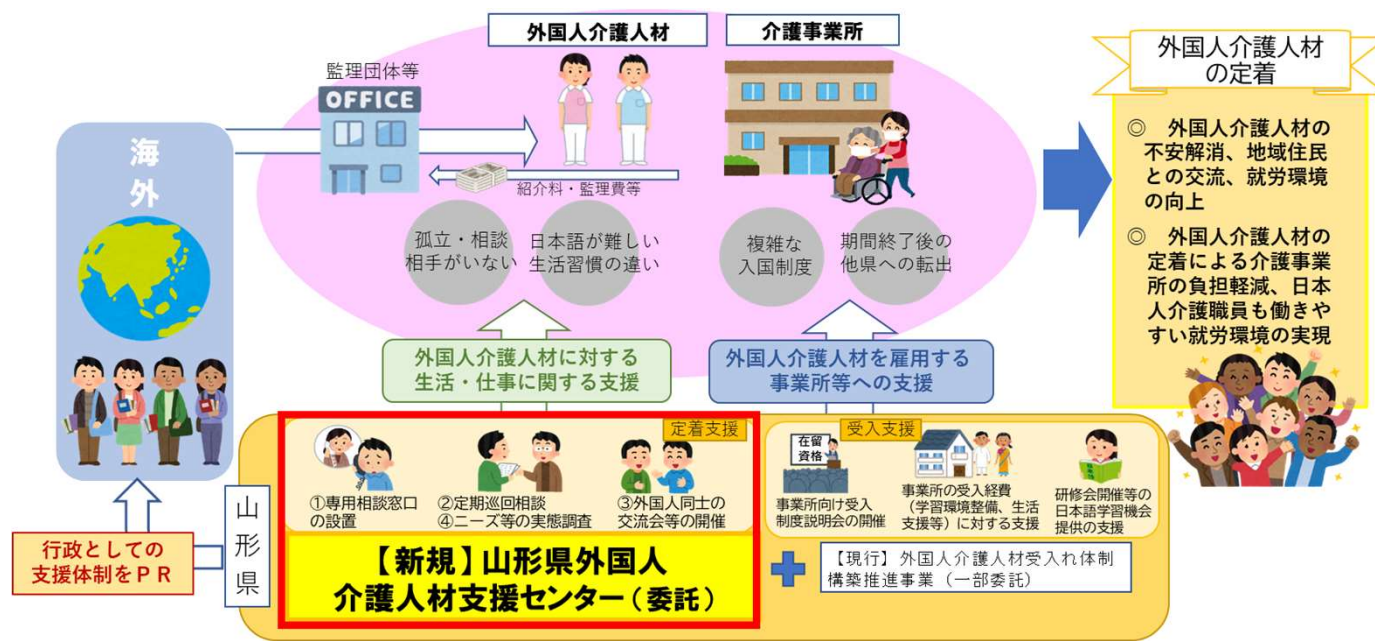 外国人介護人材
介護事業所
監理団体等
OFFICE
海外
紹介料・監理費等
孤立・相談
相手がいない
日本語が難しい
生活習慣の違い
複雑な
入国制度
期間終了後の
他県への転出
外国人介護人材に対する
生活・仕事に関する支援
外国人介護人材を雇用する
事業所等への支援
外国人介護人材
の定着
◎ 外国人介護人材の
不安解消、地域住民
との交流、就労環境
の向上
◎ 外国人介護人材の
定着による介護事業
所の負担軽減、日本
人介護職員も働きや
すい就労環境の実現
行政としての
支援体制をPR
山形県
定着支援
①専用相談窓口
の設置
②定期巡回相談
④ニーズ等の実態調査
③外国人同士の
交流会等の開催
【新規】山形県外国人
介護人材支援センター(委託)
受入支援
在留
資格
事業所向け受入
制度説明会の開催
事業所の受入経費
(学習環境整備、生活
支援等)に対する支援
研修会開催等の
日本語学習機会
提供の支援
【現行】外国人介護人材受入れ体制
構築推進事業(一部委託)